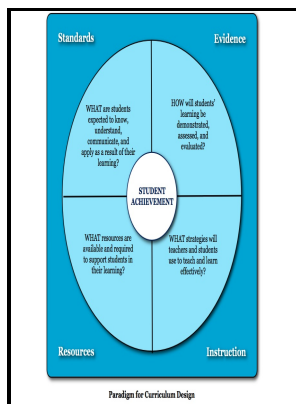 Standards
Evidence
WHAT are students
expected to know,
understand,
communicate, and
apply as a result of their
learning?
HOW will students'
learning be
demonstrated,
assessed, and
evaluated?
STUDENT
ACHIEVEMENT
WHAT resources are
available and required
to support students in
their learning?
WHAT strategies will
teachers and students
use to teach and learn
effectively?
Resources
Instruction
Paradigm for Curriculum Design